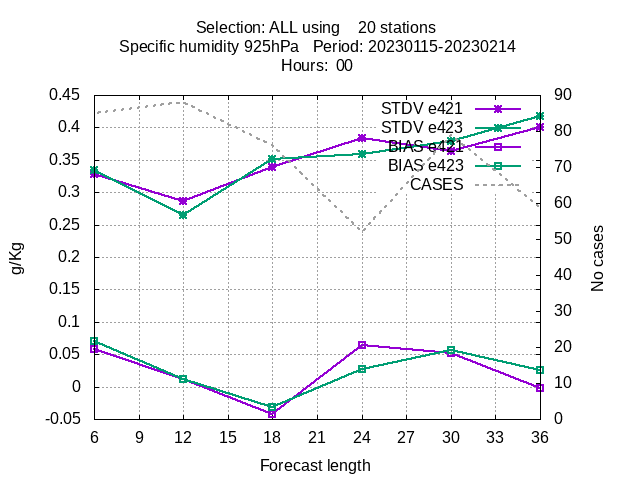 Selection: ALL using    20 stations
Specific humidity 925hPa   Period: 20230115-20230214
Hours:  00
0.45
0.4
0.35
0.3
0.25
0.2
0.15
0.1
0.05
0
-0.05
g/Kg
STDV e421
STDV e423
BIAS e421
BIAS e423
CASES
90
80
70
60
50
40
30
20
10
0
No cases
6 9 12 15 18 21 24 27 30 33 36
Forecast length